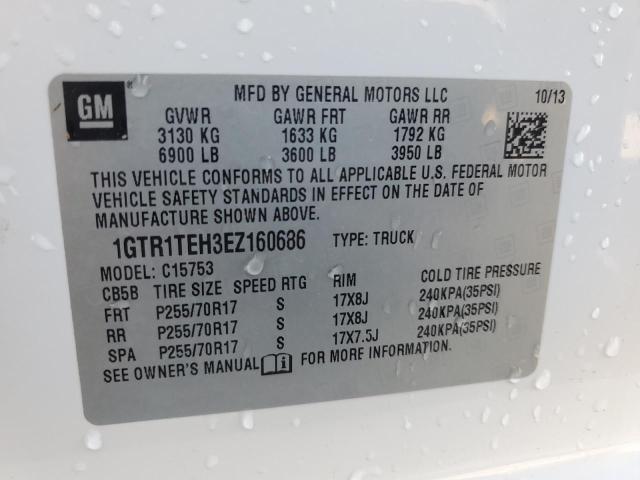 GM
MFD BY GENERAL MOTORS LLC 10/13
GVWR GAWR FRT GAWR RR
3130 KG 1633 KG 1792 KG
6900 LB 3600 LB 3950 LB
THIS VEHICLE CONFORMS TO ALL APPLICABLE U.S. FEDERAL MOTOR
VEHICLE SAFETY STANDARDS IN EFFECT ON THE DATE OF
MANUFACTURE SHOWN ABOVE.
1GTR1TEH3EZ160686 TYPE: TRUCK
MODEL: C15753
CB5B TIRE SIZE SPEED RTG RIM COLD TIRE PRESSURE
FRT P255/70R17 S 17X8J 240KPA(35PSI)
RR P255/70R17 S 17X8J 240KPA(35PSI)
SPA P255/70R17 S 17X7.5J 240KPA(35PSI)
SEE OWNER'S MANUAL FOR MORE INFORMATION.